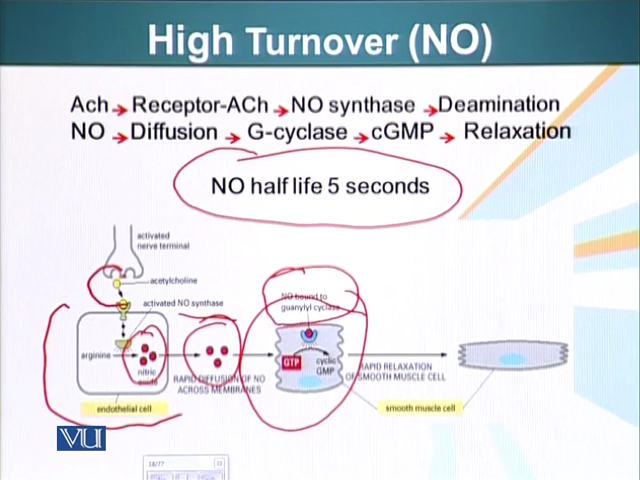 High Turnover (NO)
Ach → Receptor-ACh → NO synthase → Deamination
NO → Diffusion → G-cyclase → cGMP → Relaxation
NO half life 5 seconds
activated
nerve terminal
acetylcholine
activated NO synthase
NO bound to
guanylyl cyclase
arginine
nitric
oxide
RAPID DIFFUSION OF NO
ACROSS MEMBRANES
GTP
cyclic
GMP
RAPID RELAXATION
OF SMOOTH MUSCLE CELL
endothelial cell
smooth muscle cell
VU
18/77